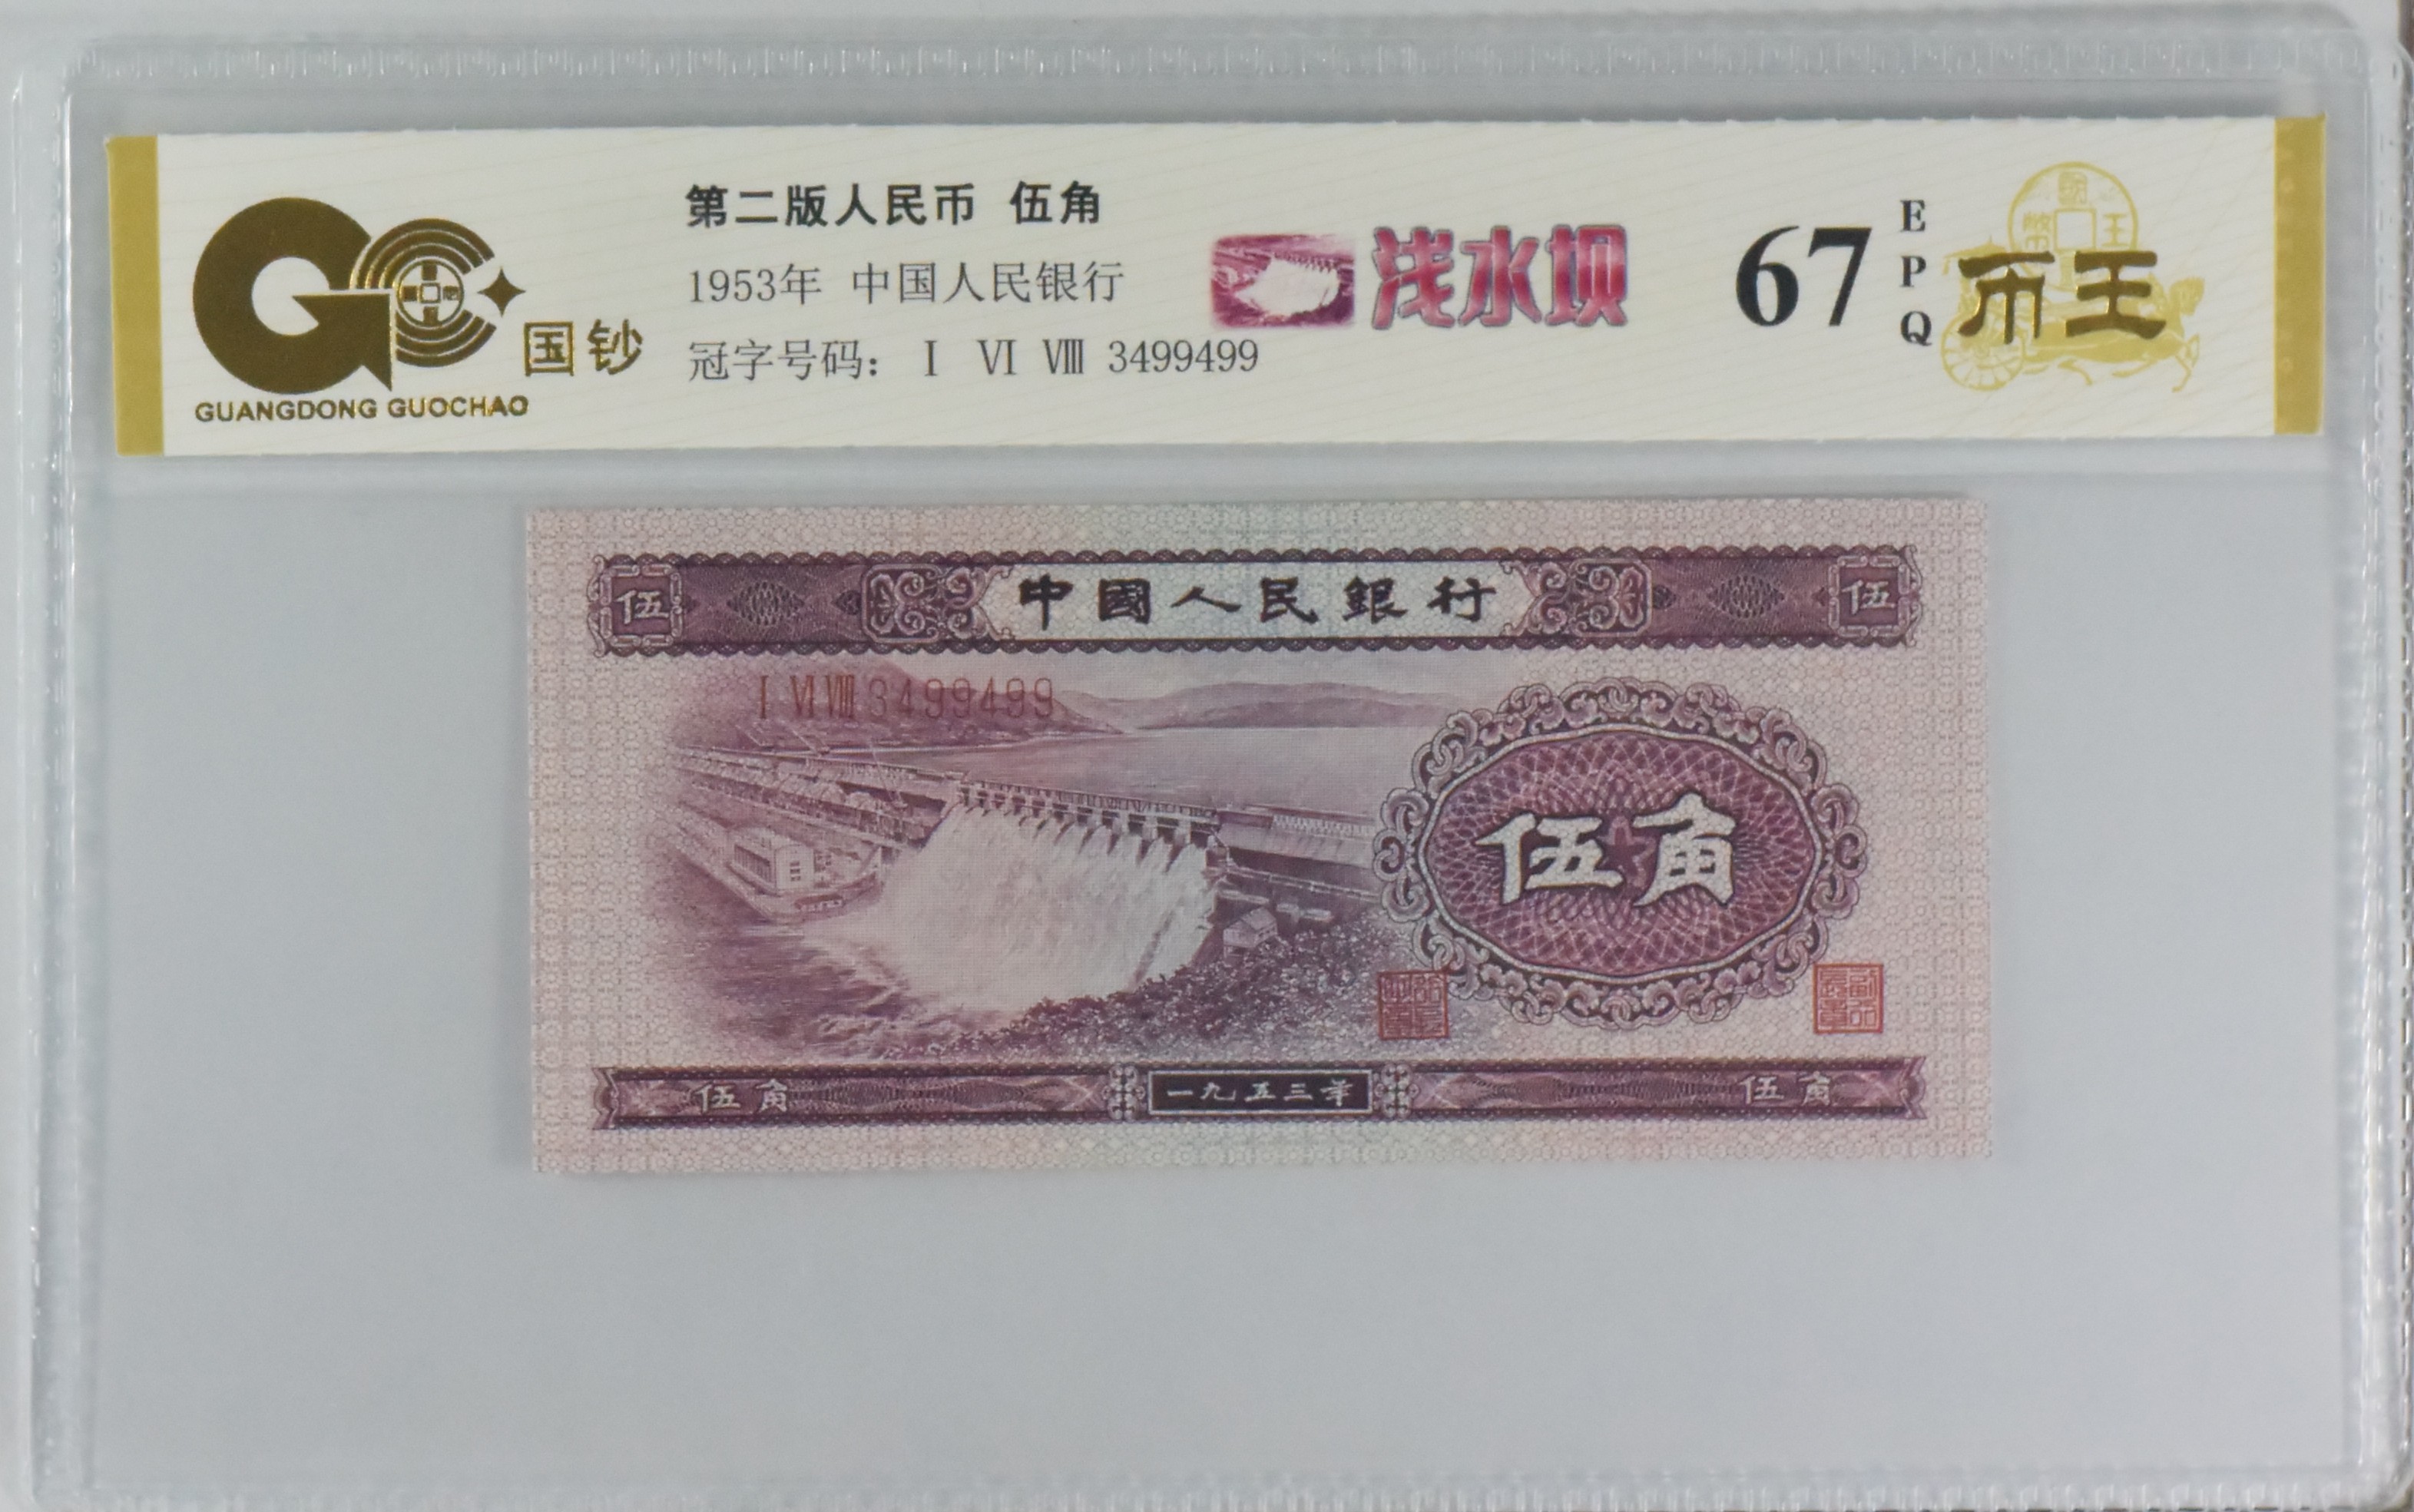 第二版人民币 伍角
1953年 中国人民银行
冠字号码： Ⅰ Ⅵ Ⅷ 3499499
浅水坝
67
EPQ
币王
国钞
GUANGDONG GUOCHAO
伍
中國人民銀行
伍
Ⅰ Ⅵ Ⅷ 3499499
伍角
伍角
一九五三年
伍角